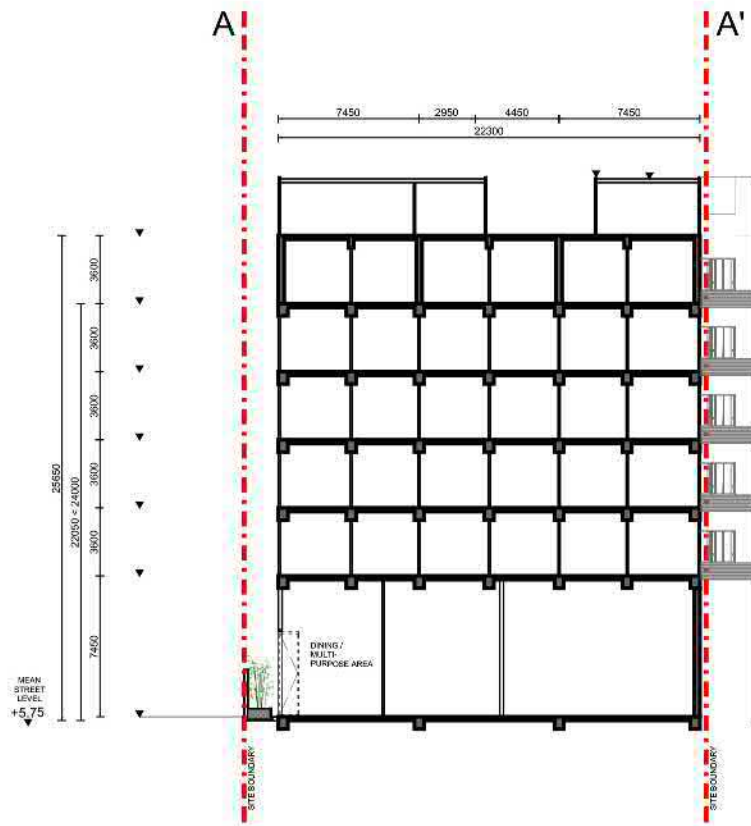 A
A'
7450
2950
4450
7450
22300
3600
3600
3600
3600
3600
7450
25650
22050 < 24000
DINING /
MULTI-
PURPOSE AREA
MEAN
STREET
LEVEL
+5.75
SITE BOUNDARY
SITE BOUNDARY